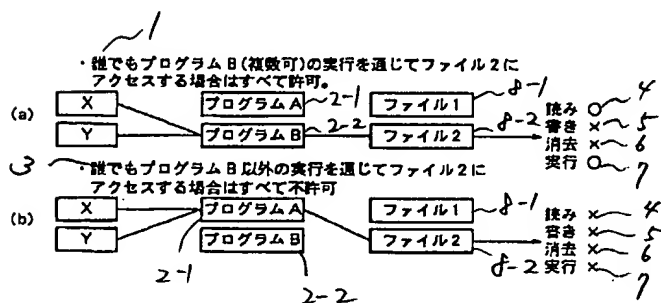 1
・誰でもプログラムB(複数可)の実行を通じてファイル2に
アクセスする場合はすべて許可。
(a)
X
プログラムA
2-1
ファイル1
8-1
読み ○ 4
Y
プログラムB
2-2
ファイル2
8-2
書き × 5
消去 × 6
実行 ○ 7
3
・誰でもプログラムB以外の実行を通じてファイル2に
アクセスする場合はすべて不許可
(b)
X
プログラムA
ファイル1
8-1
読み × 4
Y
プログラムB
ファイル2
書き × 5
消去 × 6
2-1
8-2
実行 × 7
2-2